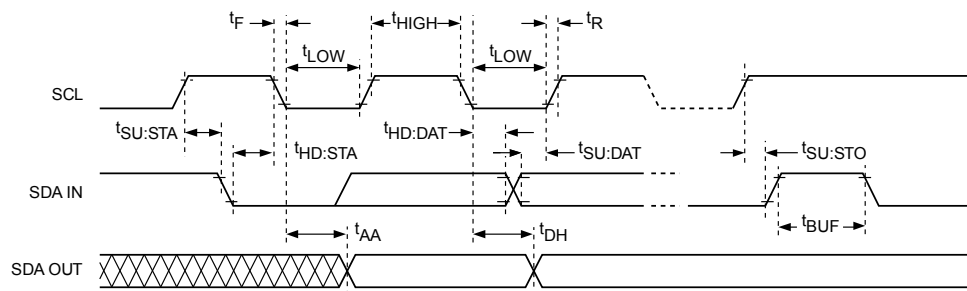 tF tHIGH tR
tLOW tLOW
SCL
tSU:STA tHD:STA tHD:DAT tSU:DAT tSU:STO
SDA IN
tAA tDH tBUF
SDA OUT